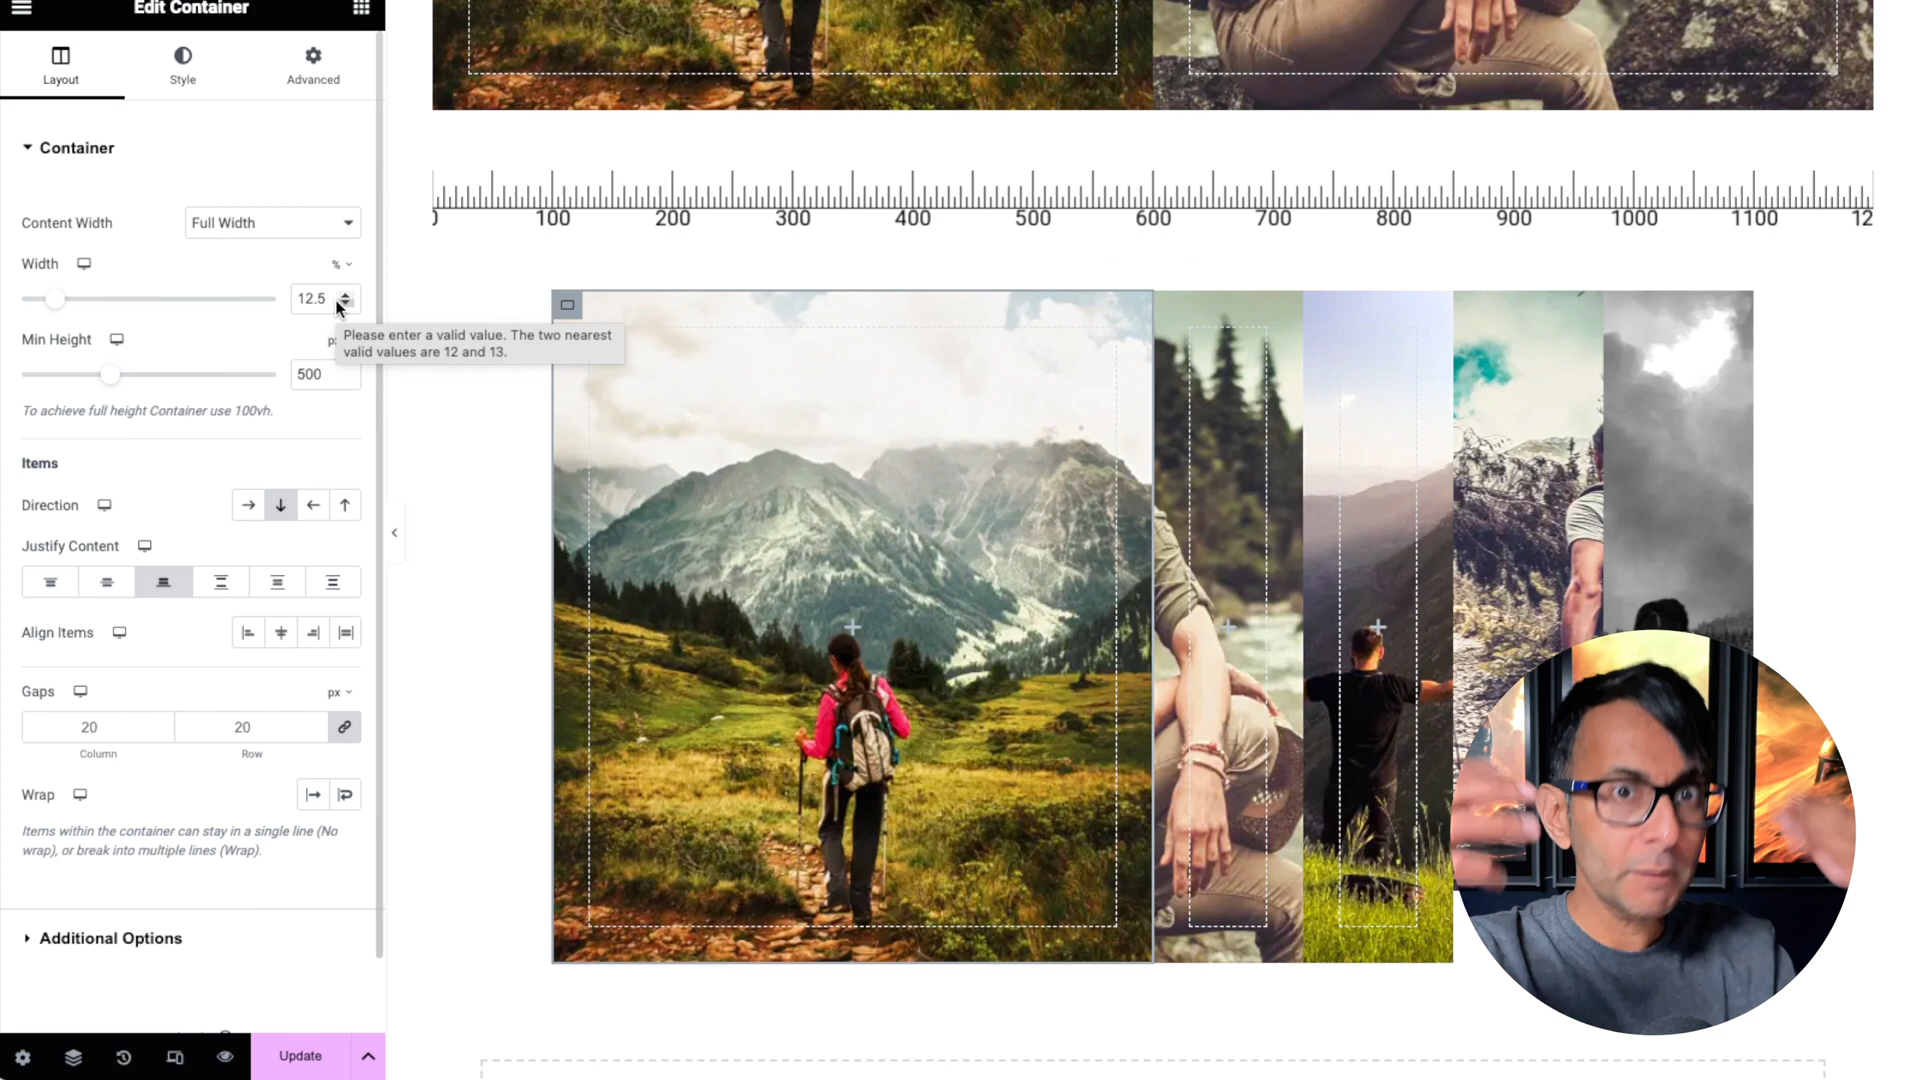 Edit Container
Layout
Style
Advanced
Container
Content Width
Full Width
Width
%
12.5
Please enter a valid value. The two nearest
valid values are 12 and 13.
Min Height
500
To achieve full height Container use 100vh.
Items
Direction
Justify Content
Align Items
Gaps
px
20
20
Column
Row
Wrap
Items within the container can stay in a single line (No
wrap), or break into multiple lines (Wrap).
Additional Options
Update
100 200 300 400 500 600 700 800 900 1000 1100 12